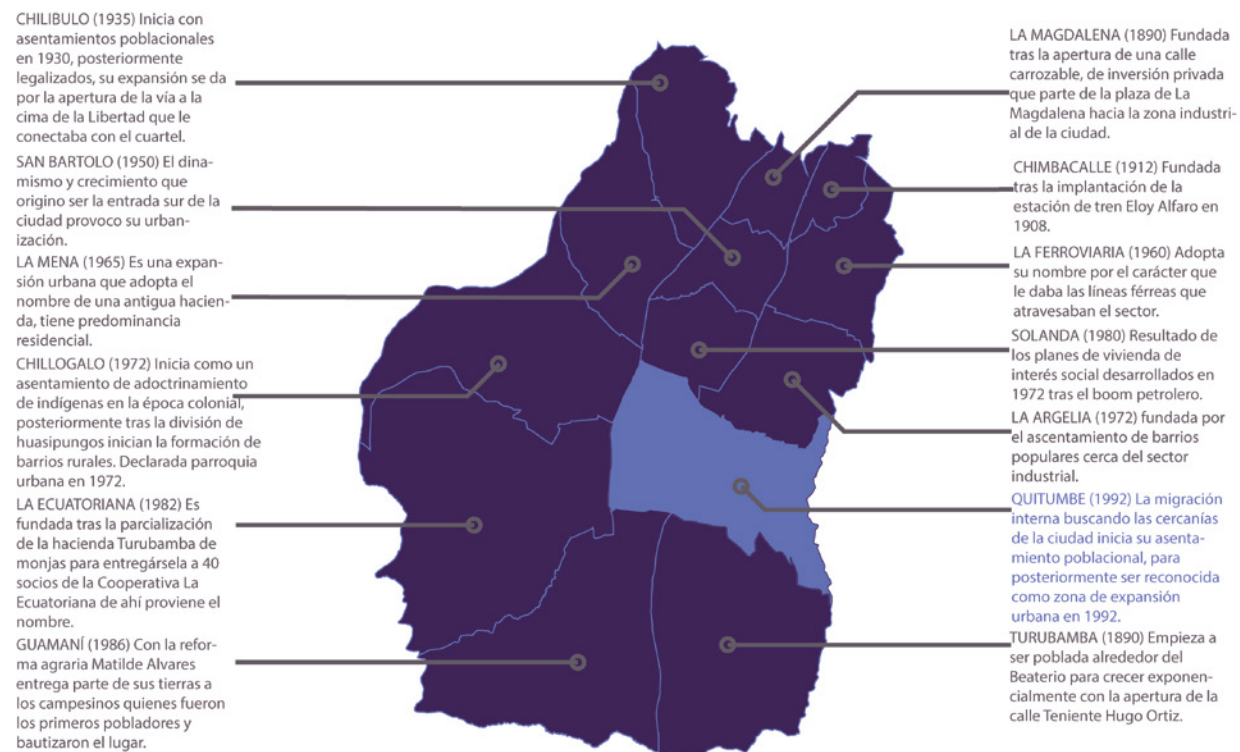 CHILIBULO (1935) Inicia con
asentamientos poblacionales
en 1930, posteriormente
legalizados, su expansión se da
por la apertura de la vía a la
cima de la Libertad que le
conectaba con el cuartel.
SAN BARTOLO (1950) El dina-
mismo y crecimiento que
origino ser la entrada sur de la
ciudad provoco su urban-
ización.
LA MENA (1965) Es una expan-
sión urbana que adopta el
nombre de una antigua hacien-
da, tiene predominancia
residencial.
CHILLOGALO (1972) Inicia como un
asentamiento de adoctrinamiento
de indígenas en la época colonial,
posteriormente tras la división de
huasipungos inician la formación de
barrios rurales. Declarada parroquia
urbana en 1972.
LA ECUATORIANA (1982) Es
fundada tras la parcialización
de la hacienda Turubamba de
monjas para entregársela a 40
socios de la Cooperativa La
Ecuatoriana de ahí proviene el
nombre.
GUAMANÍ (1986) Con la refor-
ma agraria Matilde Alvares
entrega parte de sus tierras a
los campesinos quienes fueron
los primeros pobladores y
bautizaron el lugar.
LA MAGDALENA (1890) Fundada
tras la apertura de una calle
carrozable, de inversión privada
que parte de la plaza de La
Magdalena hacia la zona industri-
al de la ciudad.
CHIMBACALLE (1912) Fundada
tras la implantación de la
estación de tren Eloy Alfaro en
1908.
LA FERROVIARIA (1960) Adopta
su nombre por el carácter que
le daba las líneas férreas que
atravesaban el sector.
SOLANDA (1980) Resultado de
los planes de vivienda de
interés social desarrollados en
1972 tras el boom petrolero.
LA ARGELIA (1972) fundada por
el ascentamiento de barrios
populares cerca del sector
industrial.
QUITUMBE (1992) La migración
interna buscando las cercanías
de la ciudad inicia su asenta-
miento poblacional, para
posteriormente ser reconocida
como zona de expansión
urbana en 1992.
TURUBAMBA (1890) Empieza a
ser poblada alrededor del
Beaterio para crecer exponen-
cialmente con la apertura de la
calle Teniente Hugo Ortiz.